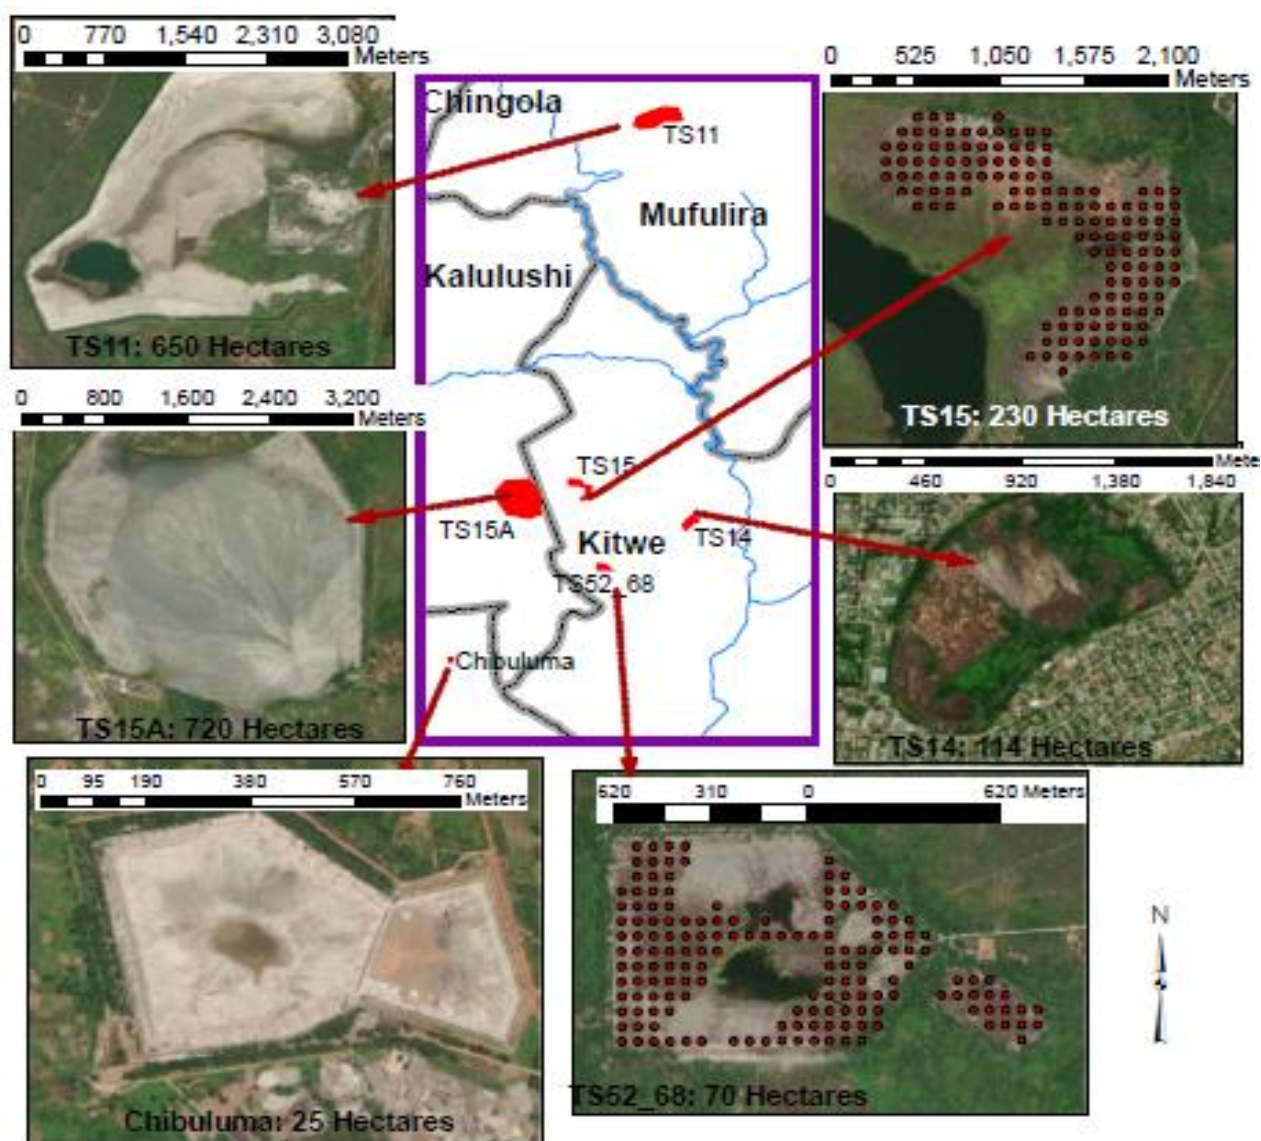 0 770 1,540 2,310 3,080
Meters
TS11: 650 Hectares
Chingola
TS11
Mufulira
Kalulushi
TS15
TS15A
Kitwe
TS14
TS52_68
Chibuluma
0 525 1,050 1,575 2,100
Meters
TS15: 230 Hectares
0 800 1,600 2,400 3,200
Meters
TS15A: 720 Hectares
Mete
0 460 920 1,380 1,840
TS14: 114 Hectares
0 95 190 380 570 760
Meters
Chibuluma: 25 Hectares
620 310 0 620 Meters
TS52_68: 70 Hectares
N